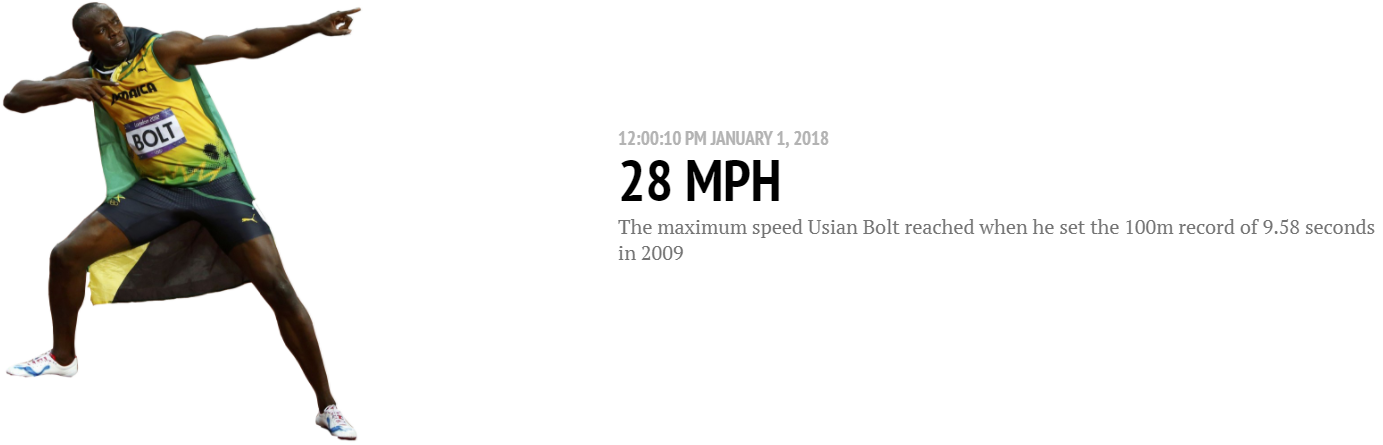 JAMAICA
London 2012
BOLT
12:00:10 PM JANUARY 1, 2018
28 MPH
The maximum speed Usian Bolt reached when he set the 100m record of 9.58 seconds
in 2009